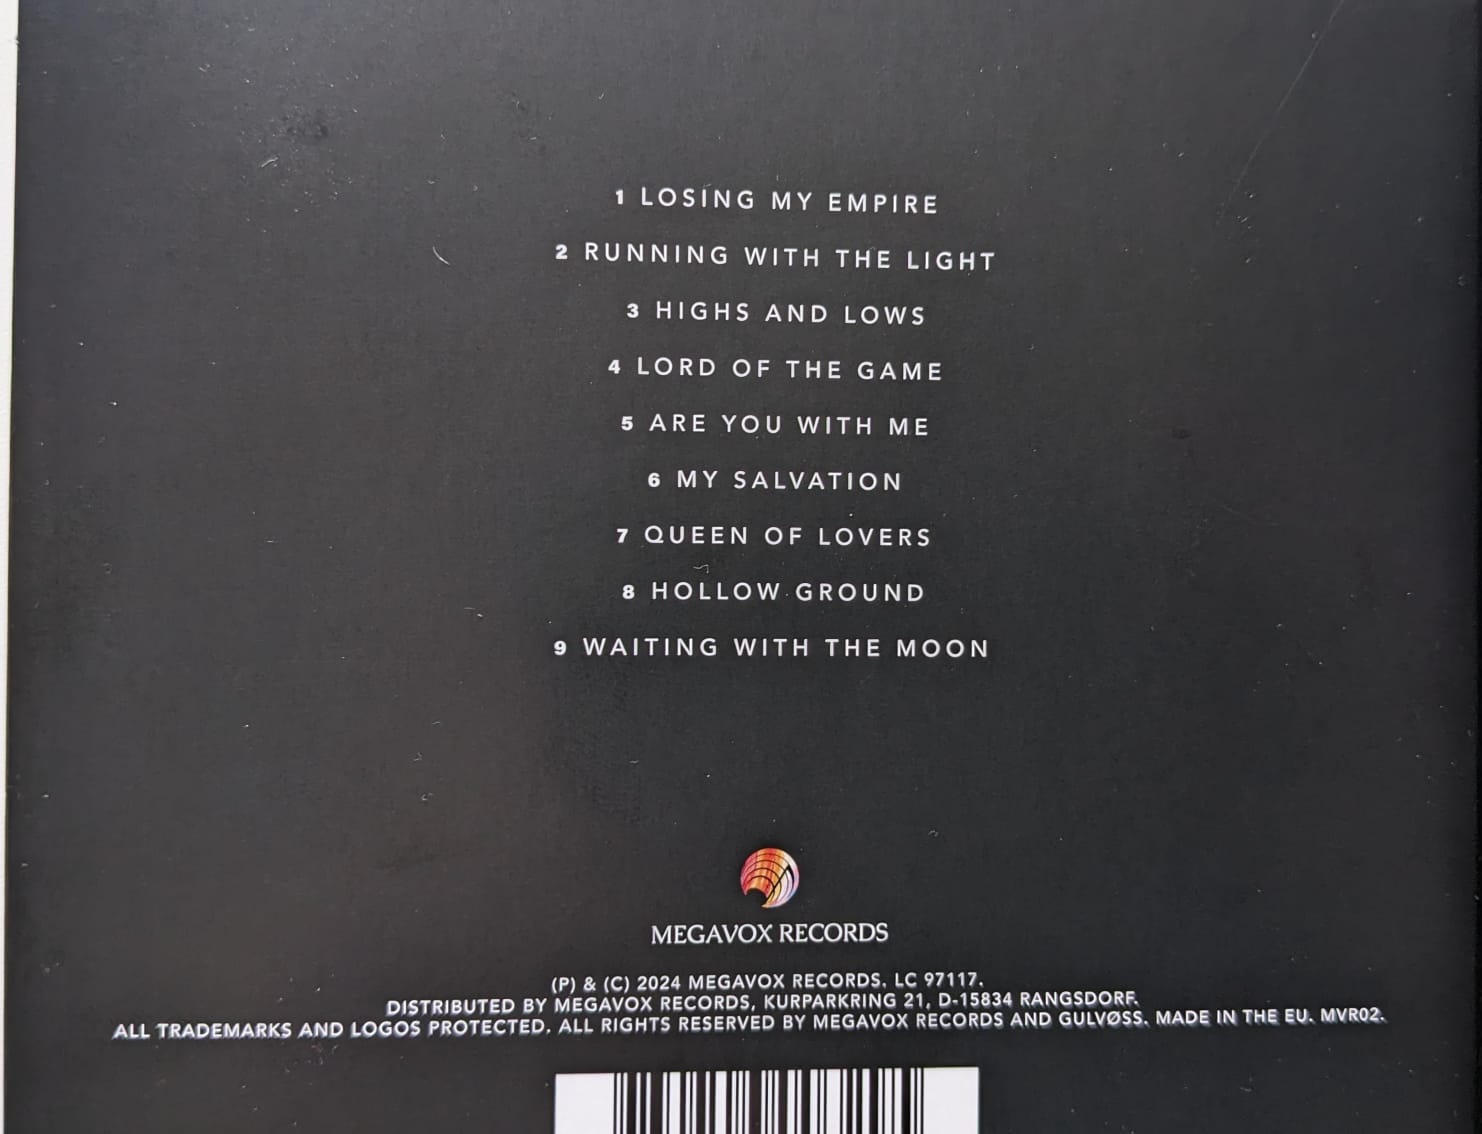 1 LOSING MY EMPIRE
2 RUNNING WITH THE LIGHT
3 HIGHS AND LOWS
4 LORD OF THE GAME
5 ARE YOU WITH ME
6 MY SALVATION
7 QUEEN OF LOVERS
8 HOLLOW GROUND
9 WAITING WITH THE MOON
MEGAVOX RECORDS
(P) & (C) 2024 MEGAVOX RECORDS. LC 97117.
DISTRIBUTED BY MEGAVOX RECORDS, KURPARKRING 21, D-15834 RANGSDORF.
ALL TRADEMARKS AND LOGOS PROTECTED. ALL RIGHTS RESERVED BY MEGAVOX RECORDS AND GULVØSS. MADE IN THE EU. MVR02.